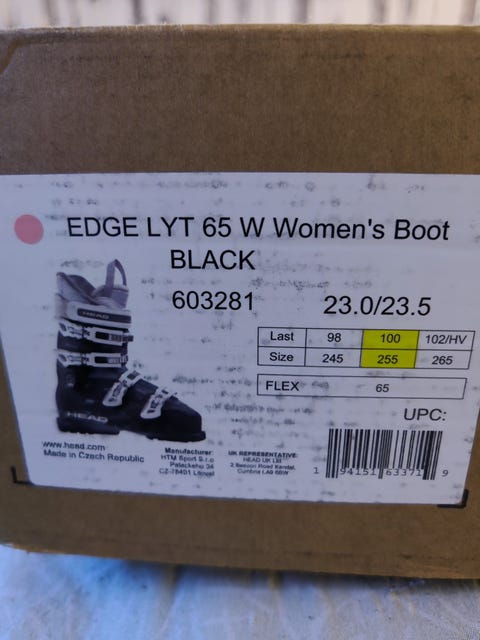 EDGE LYT 65 W Women's Boot
BLACK
603281 23.0/23.5
Last 98 100 102/HV
Size 245 255 265
FLEX 65
UPC:
HEAD
HEAD
www.head.com
Made in Czech Republic
Manufacturer:
HTM Sport S.r.o
UK REPRESENTATIVE:
HEAD UK Ltd
1 94151 63371 9